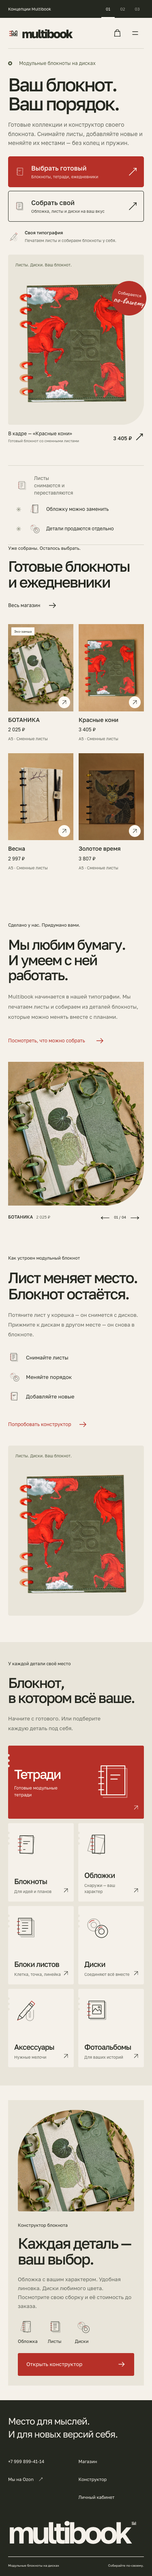 Концепции Multibook
01 02 03
multibook
Модульные блокноты на дисках
Ваш блокнот.
Ваш порядок.
Готовые коллекции и конструктор своего
блокнота. Снимайте листы, добавляйте новые и
меняйте их местами — без клея и пружин.
Выбрать готовый
Блокноты, тетради, ежедневники.
Собрать свой
Обложка, листы и диски на ваш вкус
Своя типография
Печатаем листы и собираем блокноты у себя.
Листы. Диски. Ваш блокнот.
Собирается
по-вашему
В кадре — «Красные кони»
Готовый блокнот со сменными листами
3 405 ₽
Листы
снимаются и
переставляются
Обложку можно заменить
Детали продаются отдельно
Уже собраны. Осталось выбрать.
Готовые блокноты
и ежедневники
Весь магазин
БОТАНИКА
2 025 ₽
А5 · Сменные листы
Красные кони
3 405 ₽
А5 · Сменные листы
Весна
2 997 ₽
А5 · Сменные листы
Золотое время
3 807 ₽
А5 · Сменные листы
Сделано у нас. Придумано вами.
Мы любим бумагу.
И умеем с ней
работать.
Multibook начинается в нашей типографии. Мы
печатаем листы и собираем из деталей блокноты,
которые можно менять вместе с планами.
Посмотреть, что можно собрать
БОТАНИКА 2 025 ₽
Как устроен модульный блокнот
Лист меняет место.
Блокнот остаётся.
Потяните лист у корешка — он снимется с дисков.
Прижмите к дискам в другом месте — он снова в
блокноте.
Снимайте листы
Меняйте порядок
Добавляйте новые
Попробовать конструктор
Листы. Диски. Ваш блокнот.
У каждой детали своё место
Блокнот,
в котором всё ваше.
Начните с готового. Или подберите
каждую деталь под себя.
Тетради
Готовые модульные
тетради
Блокноты
Для идей и планов
Обложки
Снаружи — ваш
характер
Блоки листов
Клетка, точка, линейка
Диски
Соединяют всё вместе
Аксессуары
Нужные мелочи
Фотоальбомы
Для ваших историй
Конструктор блокнота
Каждая деталь —
ваш выбор.
Обложка с вашим характером. Удобная
линовка. Диски любимого цвета.
Посмотрите свою сборку и её стоимость до
заказа.
Обложка Листы Диски
Открыть конструктор
Место для мыслей.
И для новых версий себя.
+7 999 899-41-14
Магазин
Мы на Ozon
Конструктор
Личный кабинет
multibook
Модульные блокноты на дисках
Собирайте по-своему.